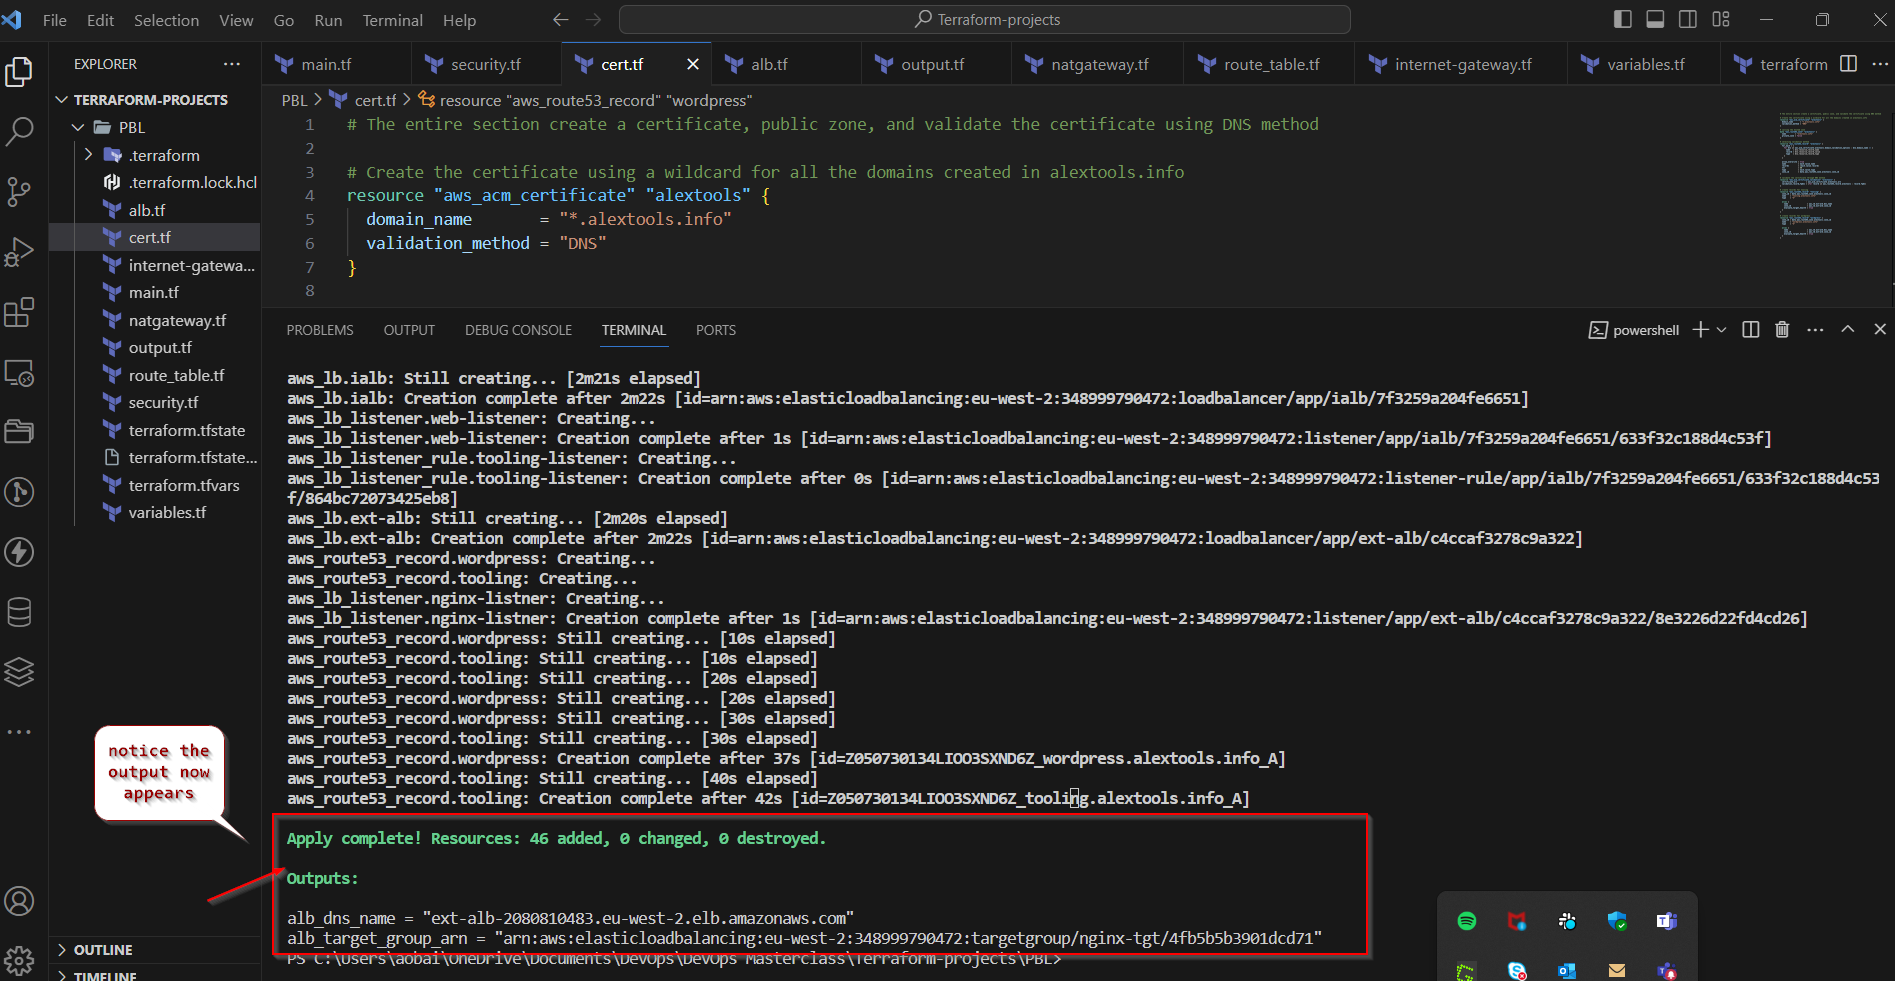 File Edit Selection View Go Run Terminal Help
Terraform-projects
EXPLORER
TERRAFORM-PROJECTS
PBL
.terraform
.terraform.lock.hcl
alb.tf
cert.tf
internet-gatewa...
main.tf
natgateway.tf
output.tf
route_table.tf
security.tf
terraform.tfstate
terraform.tfstate...
terraform.tfvars
variables.tf
OUTLINE
TIMELINE
main.tf security.tf cert.tf alb.tf output.tf natgateway.tf route_table.tf internet-gateway.tf variables.tf terraform
PBL > cert.tf > resource "aws_route53_record" "wordpress"
1 # The entire section create a certificate, public zone, and validate the certificate using DNS method
2
3 # Create the certificate using a wildcard for all the domains created in alextools.info
4 resource "aws_acm_certificate" "alextools" {
5 domain_name = "*.alextools.info"
6 validation_method = "DNS"
7 }
8
PROBLEMS OUTPUT DEBUG CONSOLE TERMINAL PORTS
powershell
aws_lb.ialb: Still creating... [2m21s elapsed]
aws_lb.ialb: Creation complete after 2m22s [id=arn:aws:elasticloadbalancing:eu-west-2:348999790472:loadbalancer/app/ialb/7f3259a204fe6651]
aws_lb_listener.web-listener: Creating...
aws_lb_listener.web-listener: Creation complete after 1s [id=arn:aws:elasticloadbalancing:eu-west-2:348999790472:listener/app/ialb/7f3259a204fe6651/633f32c188d4c53f]
aws_lb_listener_rule.tooling-listener: Creating...
aws_lb_listener_rule.tooling-listener: Creation complete after 0s [id=arn:aws:elasticloadbalancing:eu-west-2:348999790472:listener-rule/app/ialb/7f3259a204fe6651/633f32c188d4c53
f/864bc72073425eb8]
aws_lb.ext-alb: Still creating... [2m20s elapsed]
aws_lb.ext-alb: Creation complete after 2m22s [id=arn:aws:elasticloadbalancing:eu-west-2:348999790472:loadbalancer/app/ext-alb/c4ccaf3278c9a322]
aws_route53_record.wordpress: Creating...
aws_route53_record.tooling: Creating...
aws_lb_listener.nginx-listner: Creating...
aws_lb_listener.nginx-listner: Creation complete after 1s [id=arn:aws:elasticloadbalancing:eu-west-2:348999790472:listener/app/ext-alb/c4ccaf3278c9a322/8e3226d22fd4cd26]
aws_route53_record.wordpress: Still creating... [10s elapsed]
aws_route53_record.tooling: Still creating... [10s elapsed]
aws_route53_record.tooling: Still creating... [20s elapsed]
aws_route53_record.wordpress: Still creating... [20s elapsed]
aws_route53_record.wordpress: Still creating... [30s elapsed]
aws_route53_record.tooling: Still creating... [30s elapsed]
aws_route53_record.wordpress: Creation complete after 37s [id=Z050730134LIOO3SXND6Z_wordpress.alextools.info_A]
aws_route53_record.tooling: Still creating... [40s elapsed]
aws_route53_record.tooling: Creation complete after 42s [id=Z050730134LIOO3SXND6Z_tooling.alextools.info_A]
notice the
output now
appears
Apply complete! Resources: 46 added, 0 changed, 0 destroyed.
Outputs:
alb_dns_name = "ext-alb-2080810483.eu-west-2.elb.amazonaws.com"
alb_target_group_arn = "arn:aws:elasticloadbalancing:eu-west-2:348999790472:targetgroup/nginx-tgt/4fb5b5b3901dcd71"
PS C:\Users\aobai\OneDrive\Documents\DevOps\DevOps Masterclass\Terraform-projects\PBL>